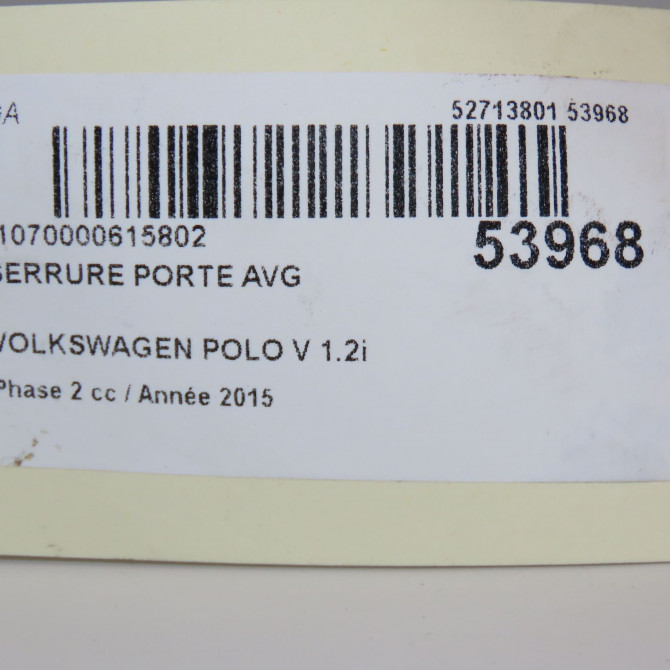 52713801 53968
1070000615802
53968
SERRURE PORTE AVG
VOLKSWAGEN POLO V 1.2i
Phase 2 cc / Année 2015